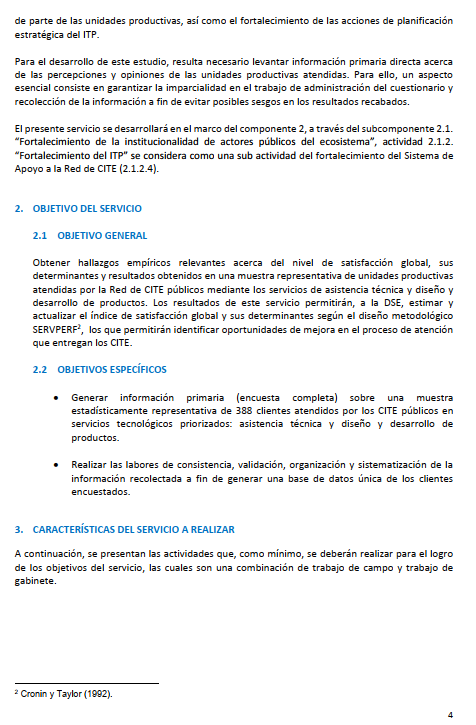 de parte de las unidades productivas, así como el fortalecimiento de las acciones de planificación
estratégica del ITP.
Para el desarrollo de este estudio, resulta necesario levantar información primaria directa acerca
de las percepciones y opiniones de las unidades productivas atendidas. Para ello, un aspecto
esencial consiste en garantizar la imparcialidad en el trabajo de administración del cuestionario y
recolección de la información a fin de evitar posibles sesgos en los resultados recabados.
El presente servicio se desarrollará en el marco del componente 2, a través del subcomponente 2.1.
“Fortalecimiento de la institucionalidad de actores públicos del ecosistema”, actividad 2.1.2.
“Fortalecimiento del ITP” se considera como una sub actividad del fortalecimiento del Sistema de
Apoyo a la Red de CITE (2.1.2.4).
2. OBJETIVO DEL SERVICIO
2.1 OBJETIVO GENERAL
Obtener hallazgos empíricos relevantes acerca del nivel de satisfacción global, sus
determinantes y resultados obtenidos en una muestra representativa de unidades productivas
atendidas por la Red de CITE públicos mediante los servicios de asistencia técnica y diseño y
desarrollo de productos. Los resultados de este servicio permitirán, a la DSE, estimar y
actualizar el índice de satisfacción global y sus determinantes según el diseño metodológico
SERVPERF², los que permitirán identificar oportunidades de mejora en el proceso de atención
que entregan los CITE.
2.2 OBJETIVOS ESPECÍFICOS
• Generar información primaria (encuesta completa) sobre una muestra
estadísticamente representativa de 388 clientes atendidos por los CITE públicos en
servicios tecnológicos priorizados: asistencia técnica y diseño y desarrollo de
productos.
• Realizar las labores de consistencia, validación, organización y sistematización de la
información recolectada a fin de generar una base de datos única de los clientes
encuestados.
3. CARACTERÍSTICAS DEL SERVICIO A REALIZAR
A continuación, se presentan las actividades que, como mínimo, se deberán realizar para el logro
de los objetivos del servicio, las cuales son una combinación de trabajo de campo y trabajo de
gabinete.
² Cronin y Taylor (1992).
4